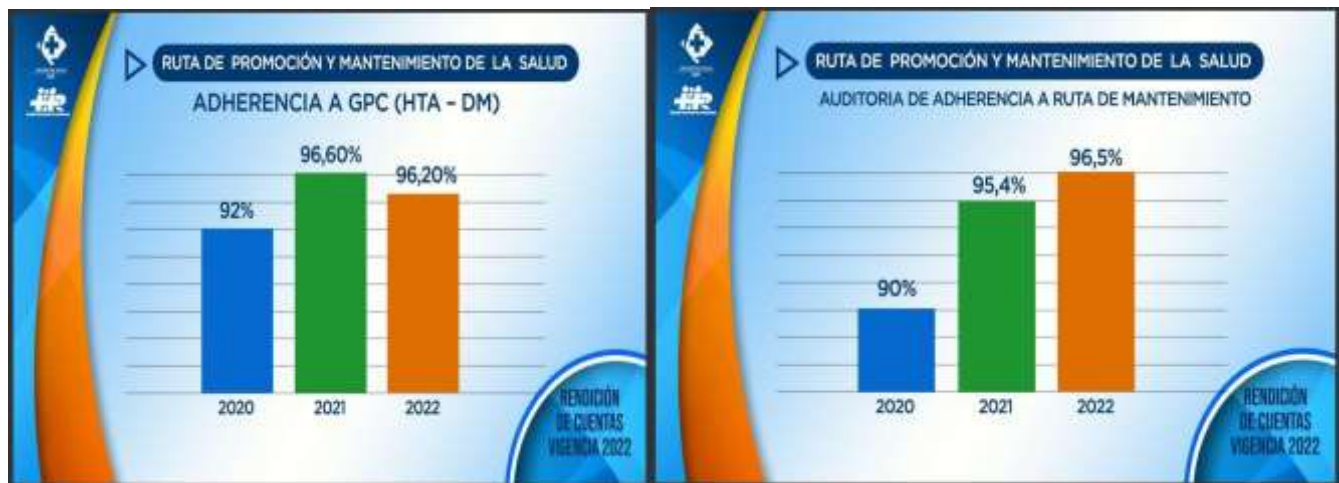 RUTA DE PROMOCIÓN Y MANTENIMIENTO DE LA SALUD
ADHERENCIA A GPC (HTA – DM)
92%
96,60%
96,20%
2020
2021
2022
RENDICIÓN
DE CUENTAS
VIGENCIA 2022
RUTA DE PROMOCIÓN Y MANTENIMIENTO DE LA SALUD
AUDITORIA DE ADHERENCIA A RUTA DE MANTENIMIENTO
90%
95,4%
96,5%
2020
2021
2022
RENDICIÓN
DE CUENTAS
VIGENCIA 2022